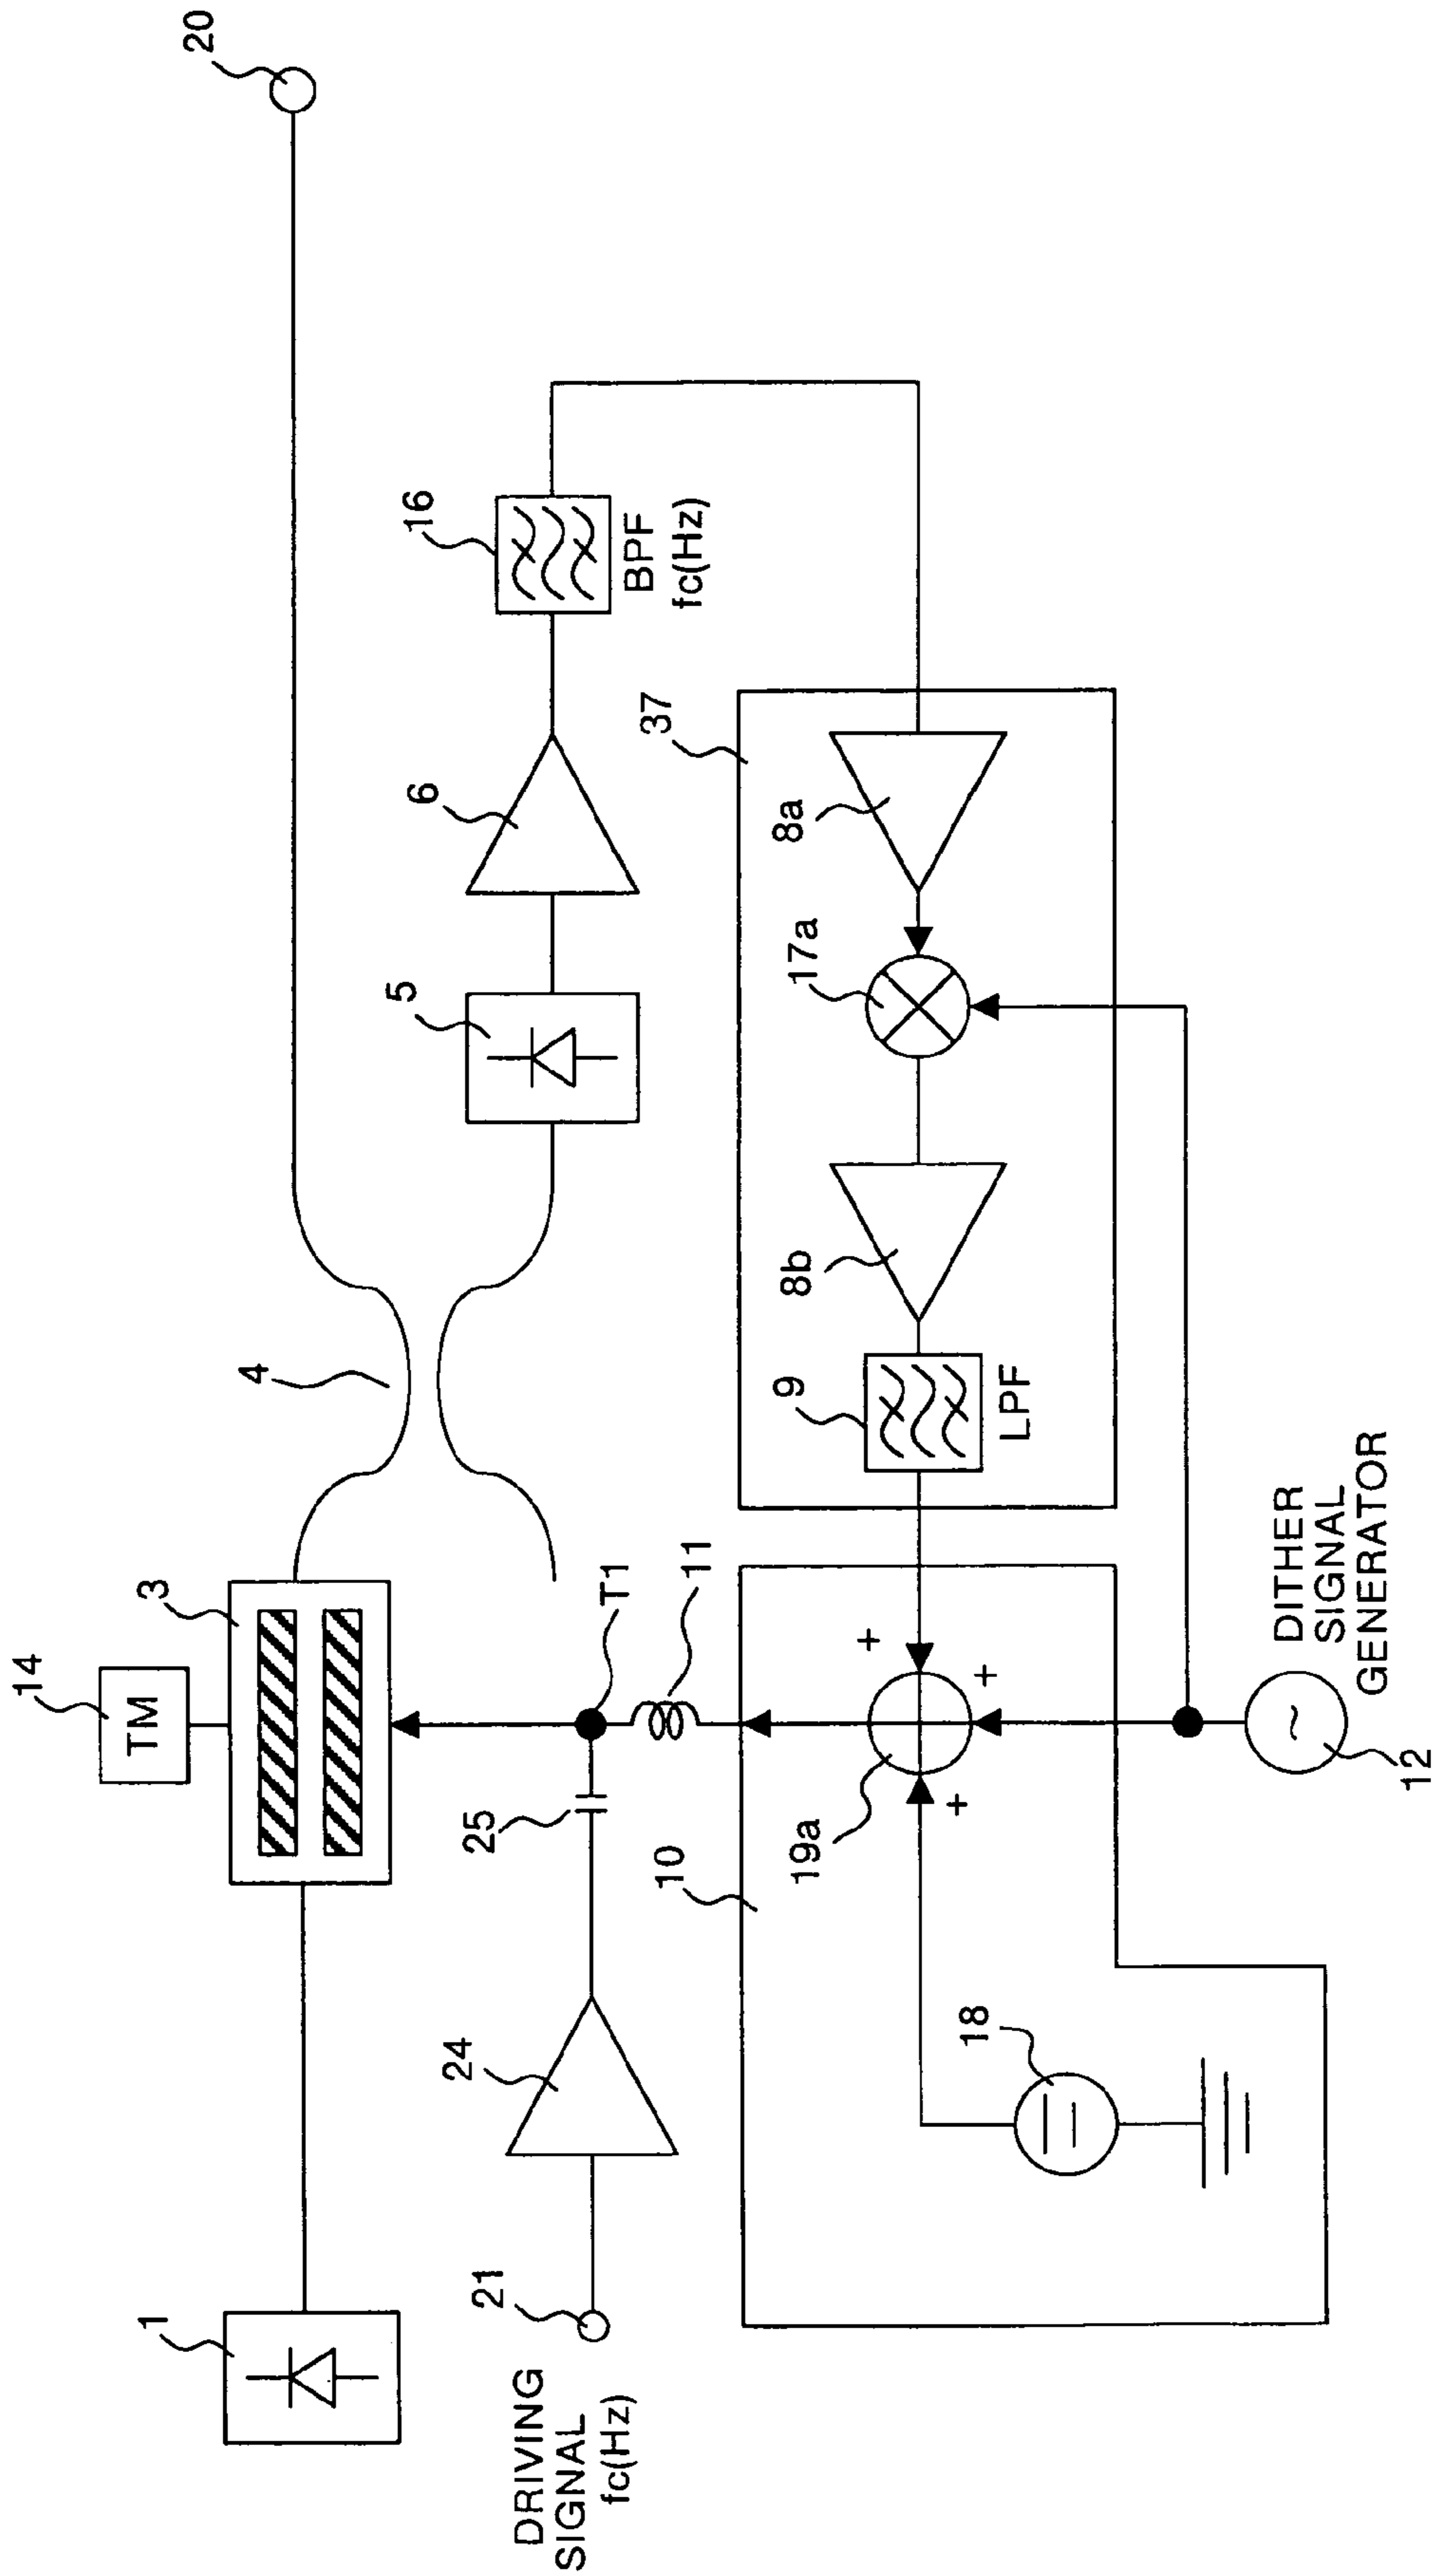 1
14
TM
3
4
20
DRIVING
SIGNAL
fc(Hz)
21
24
25
T1
11
5
6
16
BPF
fc(Hz)
10
18
19a
+
+
+
37
9
LPF
8b
17a
8a
12
DITHER
SIGNAL
GENERATOR
~